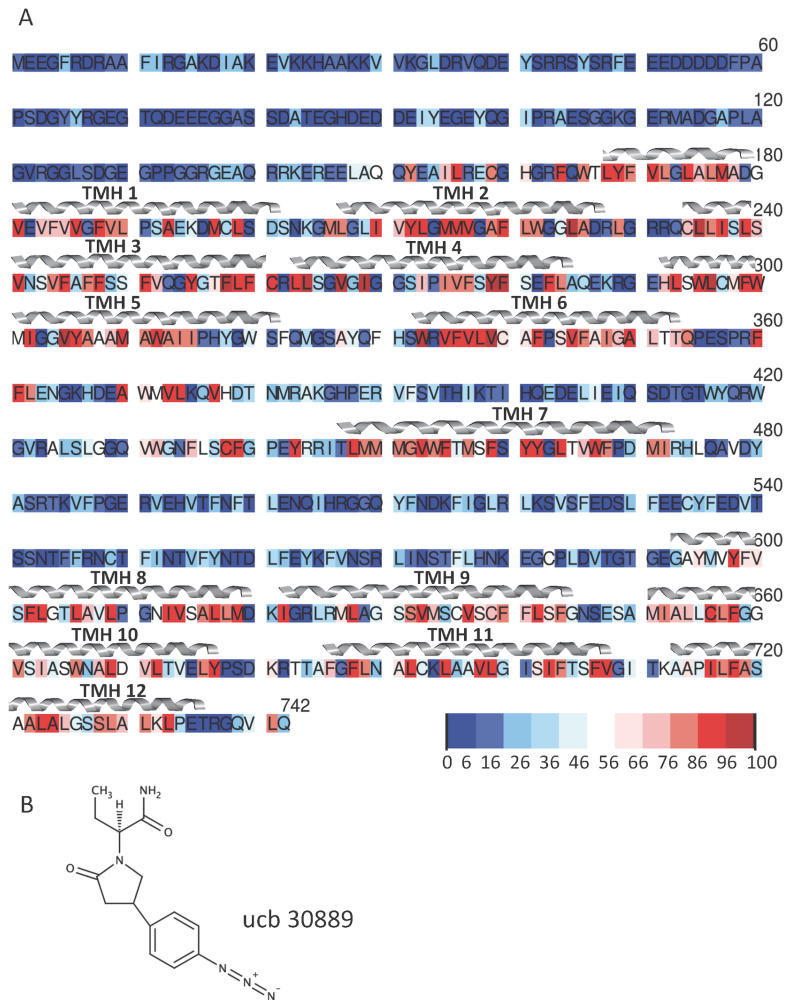 A
60
MEEGFRDRAA FIRGAKDIAK EVKKHAAKKV VKGLDRVQDE YSRRSYSRFE EEDDDDDFPA
120
PSDGYYRGEG TQDEEEGGAS SDATEGHDED DEIYEGEYQG IPRAESGGKG ERMADGAPLA
180
GVRGGLSDGE GPPGGRGEAQ RRKEREELAQ QYEAILRECG HGRFQWTLYF VLGLALMADG
TMH 1 TMH 2 240
VEVFVVGFVL PSAEKDMCLS DSNKGMLGLI VYLGMMVGAF LWGGLADRLG RRQCLLISLS
TMH 3 TMH 4 300
VNSVFAFFSS FVQGYGTFLF CRLLSGVGIG GSIPIVFSYF SEFLAQEKRG EHLSWLCMFW
TMH 5 TMH 6 360
MIGGVYAAAM AWAIIPHYGW SFQMGSAYQF HSWRVFVLVC AFPSVFAIGA LTTQPESPRF
420
FLENGKHDEA WMVLKQVHDT NMRAKGHPER VFSVTHIKTI HQEDELIEIQ SDTGTWYQRW
TMH 7 480
GVRALSLGGQ VWGNFLSCFG PEYRRITLMM MGVWFTMSFS YYGLTVWFPD MIRHLQAVDY
540
ASRTKVFPGE RVEHVTFNFT LENQIHRGGQ YFNDKFIGLR LKSVSFEDSL FEECYFEDVT
600
SSNTFFRNCT FINTVFYNTD LFEYKFVNSR LINSTFLHNK EGCPLDVTGT GEGAYMVYFV
TMH 8 TMH 9 660
SFLGTLAVLP GNIVSALLMD KIGRLRMLAG SSVMSCVSCF FLSFGNSESA MIALLCLFGG
TMH 10 TMH 11 720
VSIASWNALD VLTVELYPSD KRTTAFGFLN ALCKLAAVLG ISIFTSFVGI TKAAPILFAS
TMH 12 742
AALALGSSLA LKLPETRGQV LQ
0 6 16 26 36 46 56 66 76 86 96 100
B
CH3 H NH2
O
N
O
ucb 30889
N N + N -